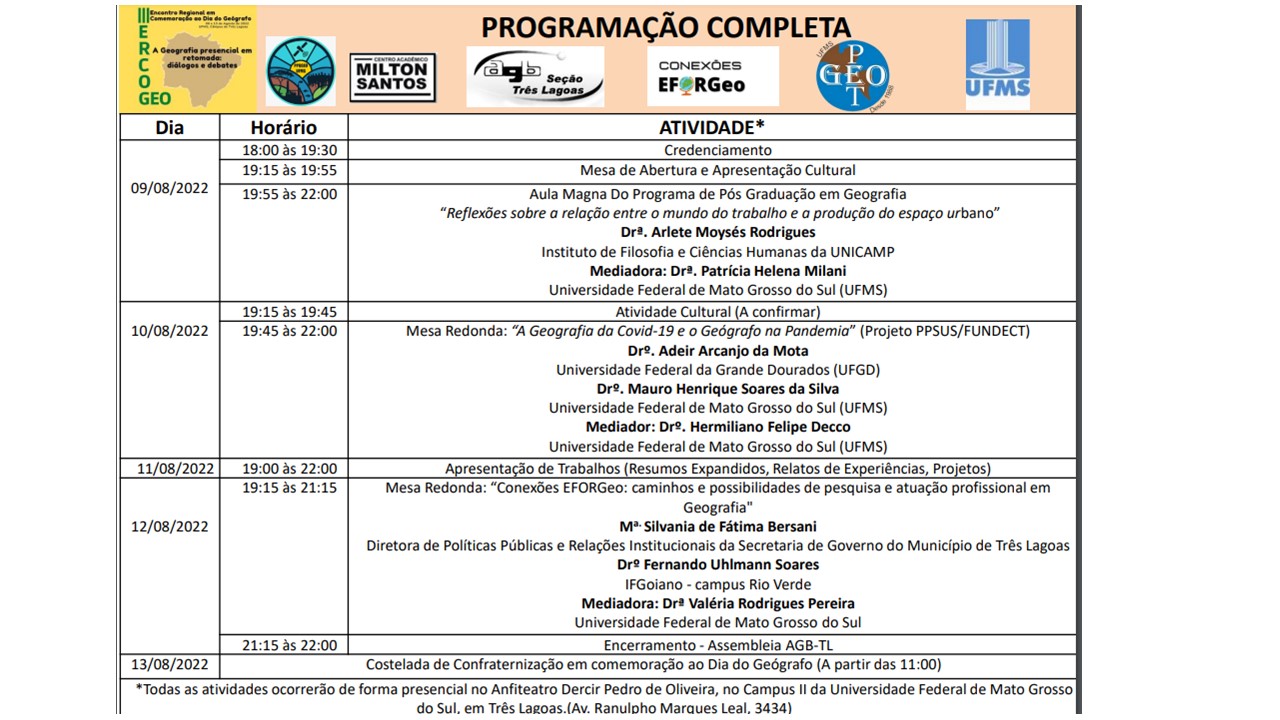 III ERCOGEO
Encontro Regional em
Comemoração ao Dia do Geógrafo
A Geografia presencial em
retomada:
diálogos e debates
PROGRAMAÇÃO COMPLETA
CENTRO ACADÊMICO
MILTON
SANTOS
agb Seção
Três Lagoas
CONEXÕES
EFORGeo
UFMS
PET
GEO
Desde 1988
UFMS
Dia Horário ATIVIDADE*
09/08/2022
18:00 às 19:30 Credenciamento
19:15 às 19:55 Mesa de Abertura e Apresentação Cultural
19:55 às 22:00 Aula Magna Do Programa de Pós Graduação em Geografia
“Reflexões sobre a relação entre o mundo do trabalho e a produção do espaço urbano”
Drª. Arlete Moysés Rodrigues
Instituto de Filosofia e Ciências Humanas da UNICAMP
Mediadora: Drª. Patrícia Helena Milani
Universidade Federal de Mato Grosso do Sul (UFMS)
10/08/2022
19:15 às 19:45 Atividade Cultural (A confirmar)
19:45 às 22:00 Mesa Redonda: “A Geografia da Covid-19 e o Geógrafo na Pandemia” (Projeto PPSUS/FUNDECT)
Drº. Adeir Arcanjo da Mota
Universidade Federal da Grande Dourados (UFGD)
Drº. Mauro Henrique Soares da Silva
Universidade Federal de Mato Grosso do Sul (UFMS)
Mediador: Drº. Hermiliano Felipe Decco
Universidade Federal de Mato Grosso do Sul (UFMS)
11/08/2022 19:00 às 22:00 Apresentação de Trabalhos (Resumos Expandidos, Relatos de Experiências, Projetos)
12/08/2022
19:15 às 21:15 Mesa Redonda: “Conexões EFORGeo: caminhos e possibilidades de pesquisa e atuação profissional em
Geografia"
Mª. Silvania de Fátima Bersani
Diretora de Políticas Públicas e Relações Institucionais da Secretaria de Governo do Município de Três Lagoas
Drº Fernando Uhlmann Soares
IFGoiano - campus Rio Verde
Mediadora: Drª Valéria Rodrigues Pereira
Universidade Federal de Mato Grosso do Sul
21:15 às 22:00 Encerramento - Assembleia AGB-TL
13/08/2022 Costelada de Confraternização em comemoração ao Dia do Geógrafo (A partir das 11:00)
*Todas as atividades ocorrerão de forma presencial no Anfiteatro Dercir Pedro de Oliveira, no Campus II da Universidade Federal de Mato Grosso
do Sul, em Três Lagoas.(Av. Ranulpho Marques Leal, 3434)